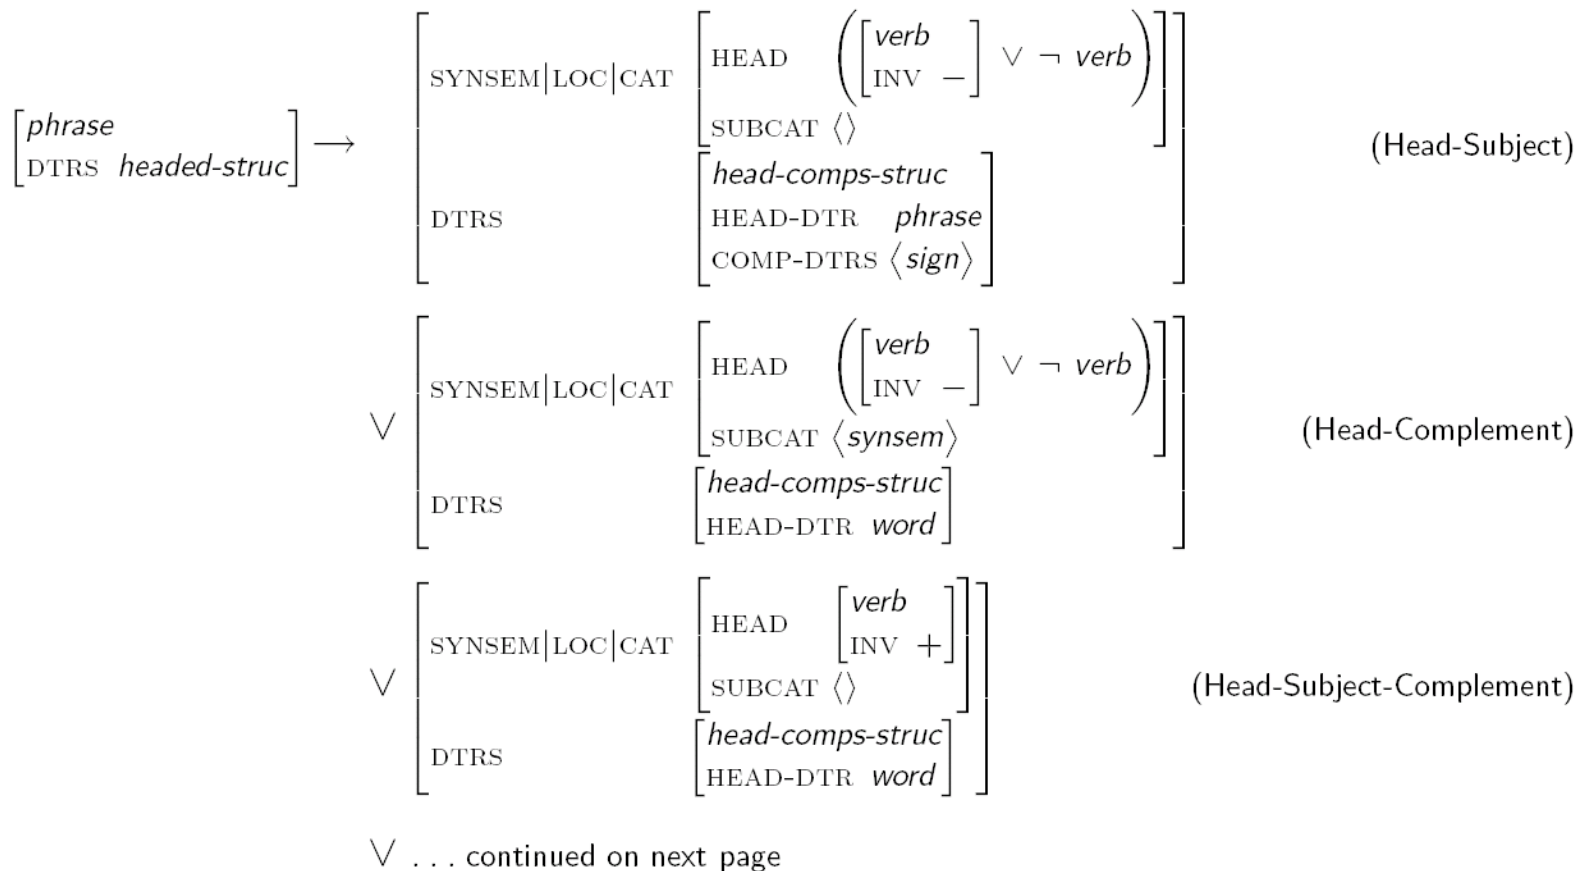 [phrase
DTRS headed-struc] ⟶
[SYNSEM|LOC|CAT [HEAD ([verb
INV −] ∨ ¬ verb)
SUBCAT ⟨⟩]
DTRS [head-comps-struc
HEAD-DTR phrase
COMP-DTRS ⟨sign⟩]]
(Head-Subject)
∨ [SYNSEM|LOC|CAT [HEAD ([verb
INV −] ∨ ¬ verb)
SUBCAT ⟨synsem⟩]
DTRS [head-comps-struc
HEAD-DTR word]]
(Head-Complement)
∨ [SYNSEM|LOC|CAT [HEAD [verb
INV +]
SUBCAT ⟨⟩]
DTRS [head-comps-struc
HEAD-DTR word]]
(Head-Subject-Complement)
∨ . . . continued on next page